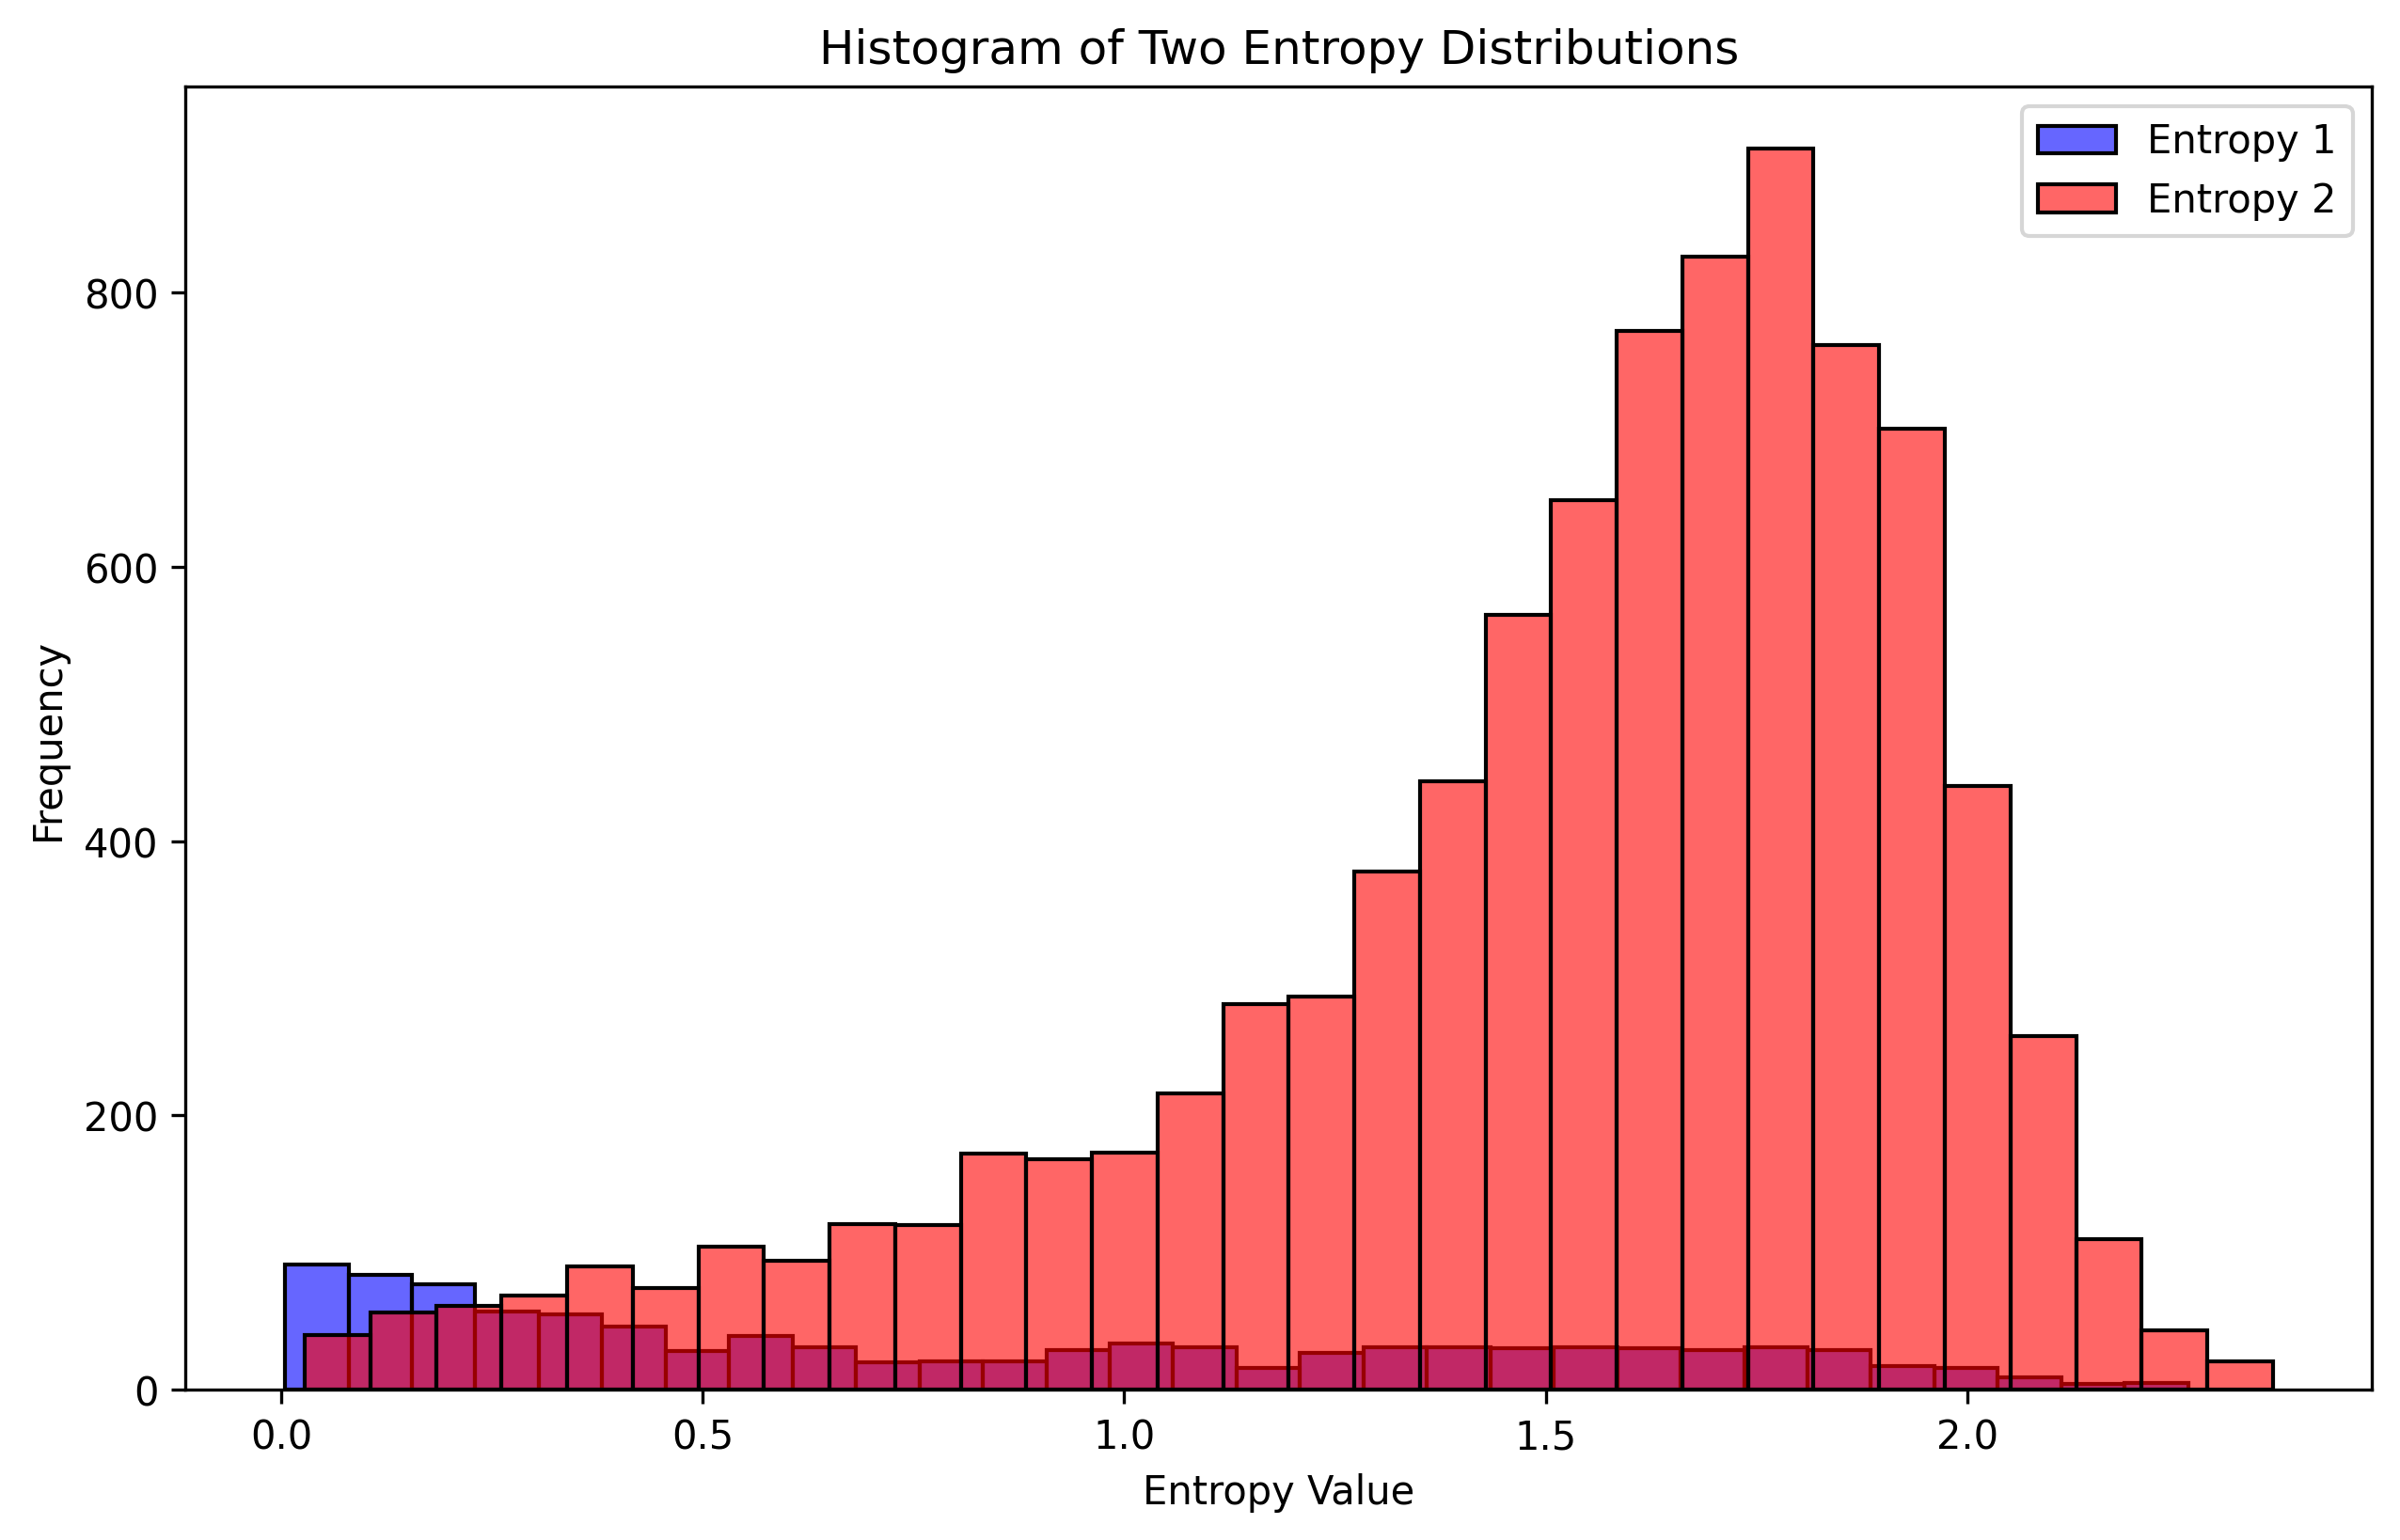 Histogram of Two Entropy Distributions
Entropy 1
Entropy 2
Frequency
800
600
400
200
0
0.0 0.5 1.0 1.5 2.0
Entropy Value